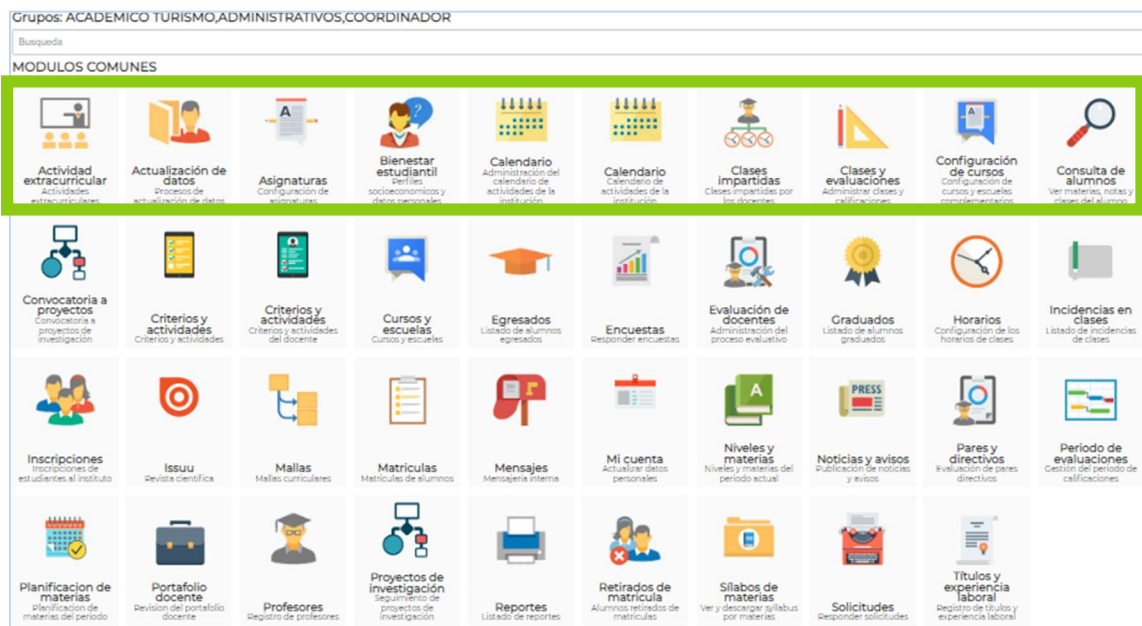 Grupos: ACADEMICO TURISMO,ADMINISTRATIVOS,COORDINADOR
Busqueda
MODULOS COMUNES
Actividad
extracurricular
Actividades
extracurriculares
Actualización de
datos
Procesos de
actualización de datos
Asignaturas
Configuración de
asignaturas
Bienestar
estudiantil
Perfiles
socioeconomicos y
datos personales
Calendario
Administración del
calendario de
actividades de la
institución
Calendario
Calendario de
actividades de la
institución
Clases
impartidas
Clases impartidas por
los docentes
Clases y
evaluaciones
Administrar clases y
calificaciones
Configuración
de cursos
Configuración de
cursos y escuelas
complementarios
Consulta de
alumnos
Ver materias, notas y
clases del alumno
Convocatoria a
proyectos
Convocatoria a
proyectos de
investigación
Criterios y
actividades
Criterios y actividades
Criterios y
actividades
Criterios y actividades
del docente
Cursos y
escuelas
Cursos y escuelas
Egresados
Listado de alumnos
egresados
Encuestas
Responder encuestas
Evaluación de
docentes
Administración del
proceso evaluativo
Graduados
Listado de alumnos
graduados
Horarios
Configuración de los
horarios de clases
Incidencias en
clases
Listado de incidencias
de clases
Inscripciones
Inscripciones de
estudiantes al instituto
Issuu
Revista cientifica
Mallas
Mallas curriculares
Matriculas
Matriculas de alumnos
Mensajes
Mensajeria interna
Mi cuenta
Actualizar datos
personales
Niveles y
materias
Niveles y materias del
periodo actual
PRESS
Noticias y avisos
Publicación de noticias
y avisos
Pares y
directivos
Evaluación de pares
directivos
Periodo de
evaluaciones
Gestión del periodo de
calificaciones
Planificacion de
materias
Planificacion de
materias del periodo
Portafolio
docente
Revision del portafolio
docente
Profesores
Registro de profesores
Proyectos de
investigación
Seguimiento de
proyectos de
investigación
Reportes
Listado de reportes
Retirados de
matricula
Alumnos retirados de
matriculas
Sílabos de
materias
Ver y descargar syllabus
por materias
Solicitudes
Responder solicitudes
Títulos y
experiencia
laboral
Registro de titulos y
experiencia laboral